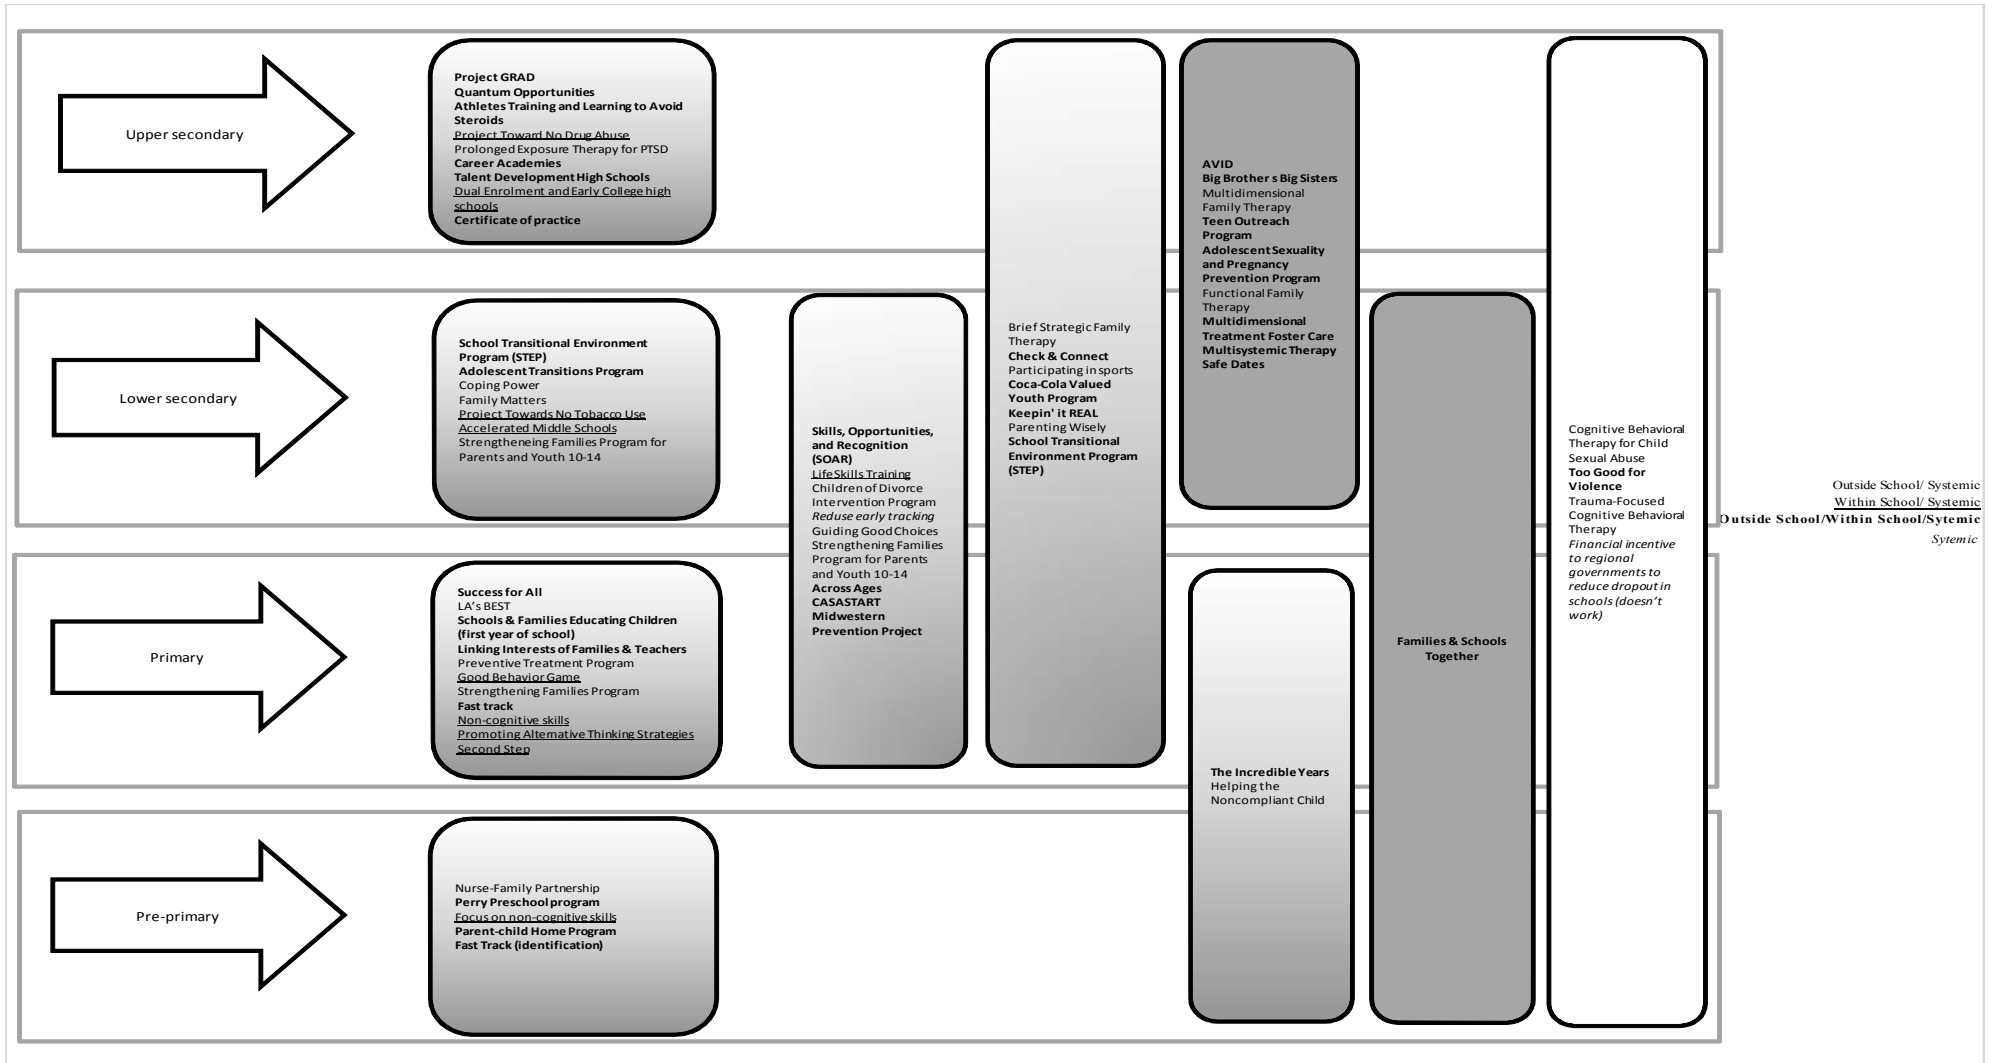 Upper secondary
Project GRAD
Quantum Opportunities
Athletes Training and Learning to Avoid
Steroids
Project Toward No Drug Abuse
Prolonged Exposure Therapy for PTSD
Career Academies
Talent Development High Schools
Dual Enrolment and Early College high
schools
Certificate of practice
Lower secondary
School Transitional Environment
Program (STEP)
Adolescent Transitions Program
Coping Power
Family Matters
Project Towards No Tobacco Use
Accelerated Middle Schools
Strengtheneing Families Program for
Parents and Youth 10-14
Primary
Success for All
LA's BEST
Schools & Families Educating Children
(first year of school)
Linking Interests of Families & Teachers
Preventive Treatment Program
Good Behavior Game
Strengthening Families Program
Fast track
Non-cognitive skills
Promoting Alternative Thinking Strategies
Second Step
Pre-primary
Nurse-Family Partnership
Perry Preschool program
Focus on non-cognitive skills
Parent-child Home Program
Fast Track (identification)
Skills, Opportunities,
and Recognition
(SOAR)
LifeSkills Training
Children of Divorce
Intervention Program
Reduse early tracking
Guiding Good Choices
Strengthening Families
Program for Parents
and Youth 10-14
Across Ages
CASASTART
Midwestern
Prevention Project
Brief Strategic Family
Therapy
Check & Connect
Participating in sports
Coca-Cola Valued
Youth Program
Keepin' it REAL
Parenting Wisely
School Transitional
Environment Program
(STEP)
AVID
Big Brother s Big Sisters
Multidimensional
Family Therapy
Teen Outreach
Program
Adolescent Sexuality
and Pregnancy
Prevention Program
Functional Family
Therapy
Multidimensional
Treatment Foster Care
Multisystemic Therapy
Safe Dates
The Incredible Years
Helping the
Noncompliant Child
Families & Schools
Together
Cognitive Behavioral
Therapy for Child
Sexual Abuse
Too Good for
Violence
Trauma-Focused
Cognitive Behavioral
Therapy
Financial incentive
to regional
governments to
reduce dropout in
schools (doesn't
work)
Outside School/ Systemic
Within School/ Systemic
Outside School/Within School/Sytemic
Sytemic